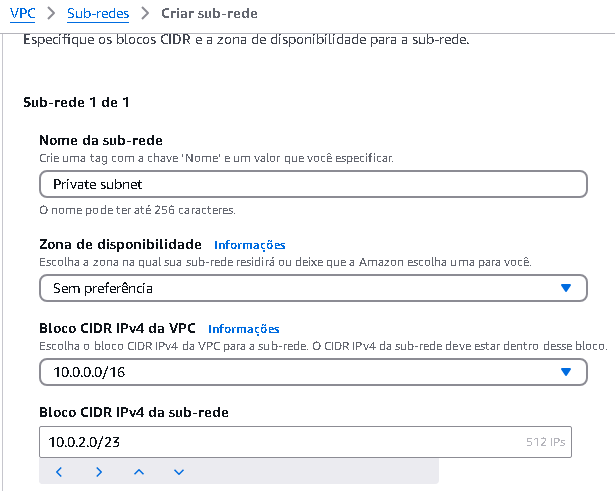 VPC > Sub-redes > Criar sub-rede
Especifique os blocos CIDR e a zona de disponibilidade para a sub-rede.
Sub-rede 1 de 1
Nome da sub-rede
Crie uma tag com a chave 'Nome' e um valor que você especificar.
Private subnet
O nome pode ter até 256 caracteres.
Zona de disponibilidade Informações
Escolha a zona na qual sua sub-rede residirá ou deixe que a Amazon escolha uma para você.
Sem preferência
Bloco CIDR IPv4 da VPC Informações
Escolha o bloco CIDR IPv4 da VPC para a sub-rede. O CIDR IPv4 da sub-rede deve estar dentro desse bloco.
10.0.0.0/16
Bloco CIDR IPv4 da sub-rede
10.0.2.0/23 512 IPs